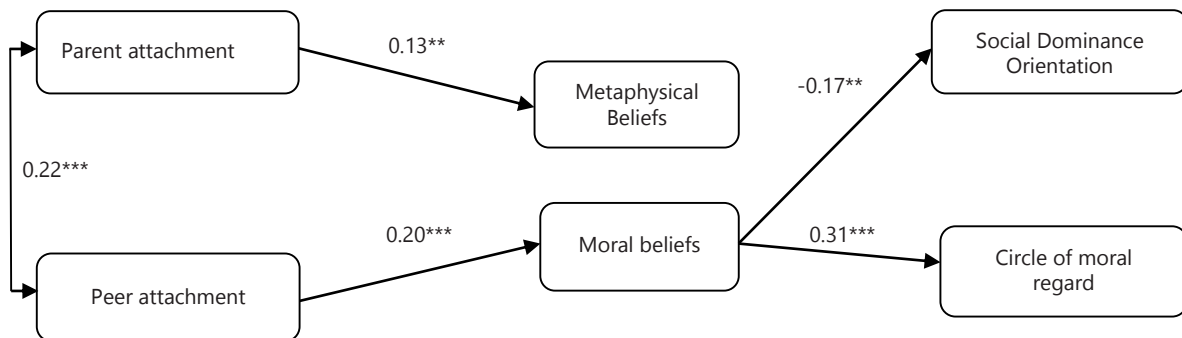 Parent attachment
0.13**
Metaphysical
Beliefs
Social Dominance
Orientation
-0.17**
0.22***
Peer attachment
0.20***
Moral beliefs
0.31***
Circle of moral
regard